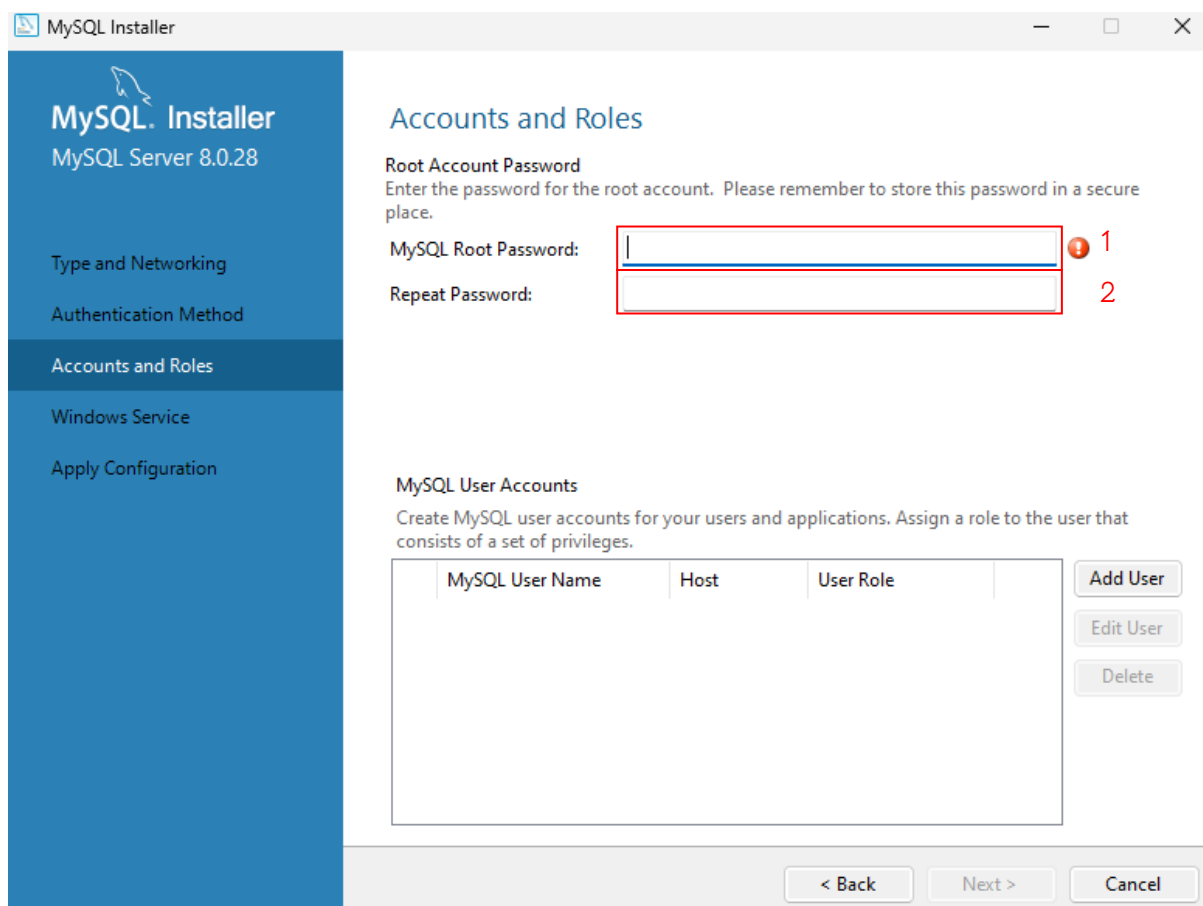 MySQL Installer
MySQL. Installer
MySQL Server 8.0.28
Type and Networking
Authentication Method
Accounts and Roles
Windows Service
Apply Configuration
Accounts and Roles
Root Account Password
Enter the password for the root account. Please remember to store this password in a secure
place.
MySQL Root Password: 1
Repeat Password: 2
MySQL User Accounts
Create MySQL user accounts for your users and applications. Assign a role to the user that
consists of a set of privileges.
MySQL User Name Host User Role
Add User
Edit User
Delete
< Back Next > Cancel